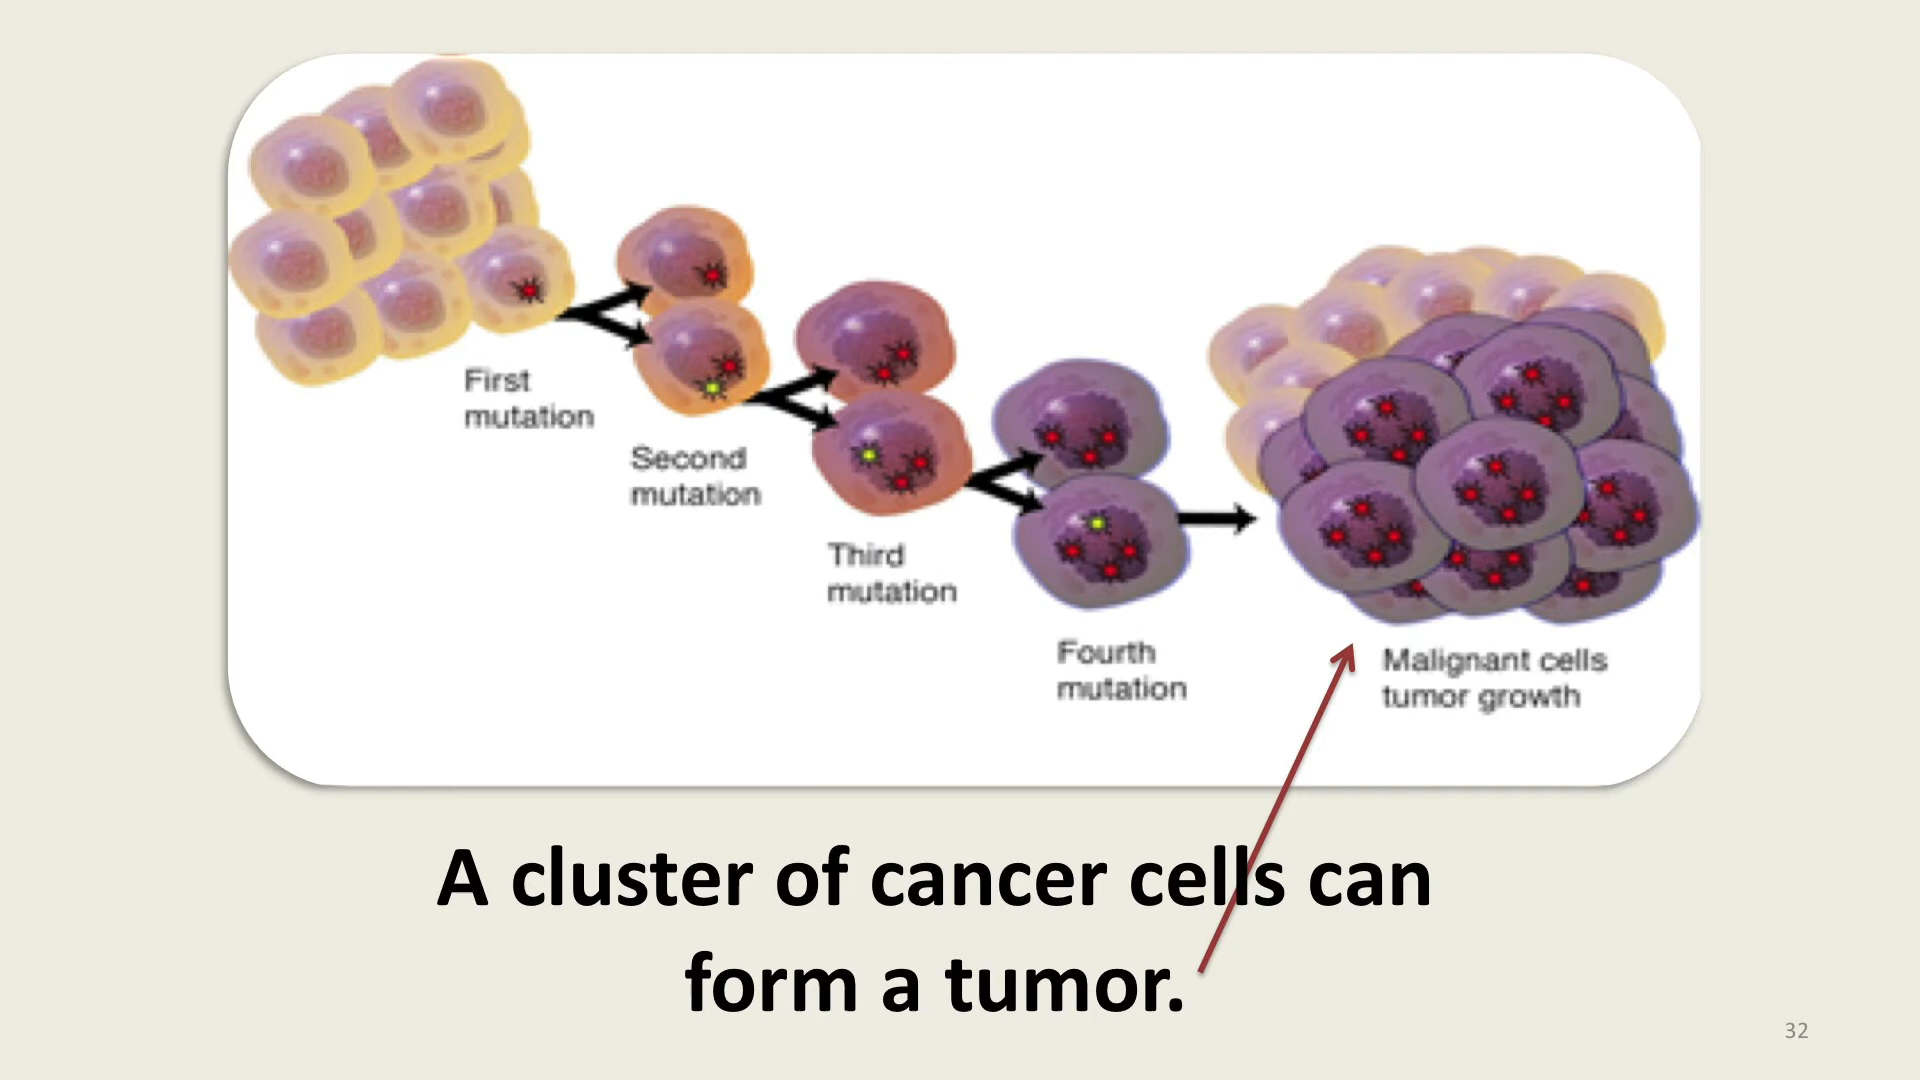 First
mutation
Second
mutation
Third
mutation
Fourth
mutation
Malignant cells
tumor growth
A cluster of cancer cells can
form a tumor.
32